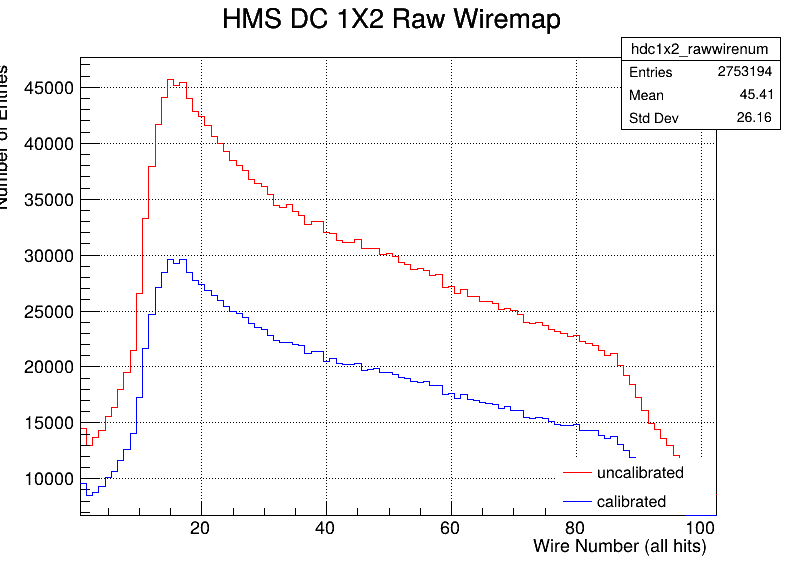 HMS DC 1X2 Raw Wiremap
hdc1x2_rawwirenum
Entries 2753194
Mean 45.41
Std Dev 26.16
Number of Entries
45000
40000
35000
30000
25000
20000
15000
10000
uncalibrated
calibrated
20 40 60 80 100
Wire Number (all hits)